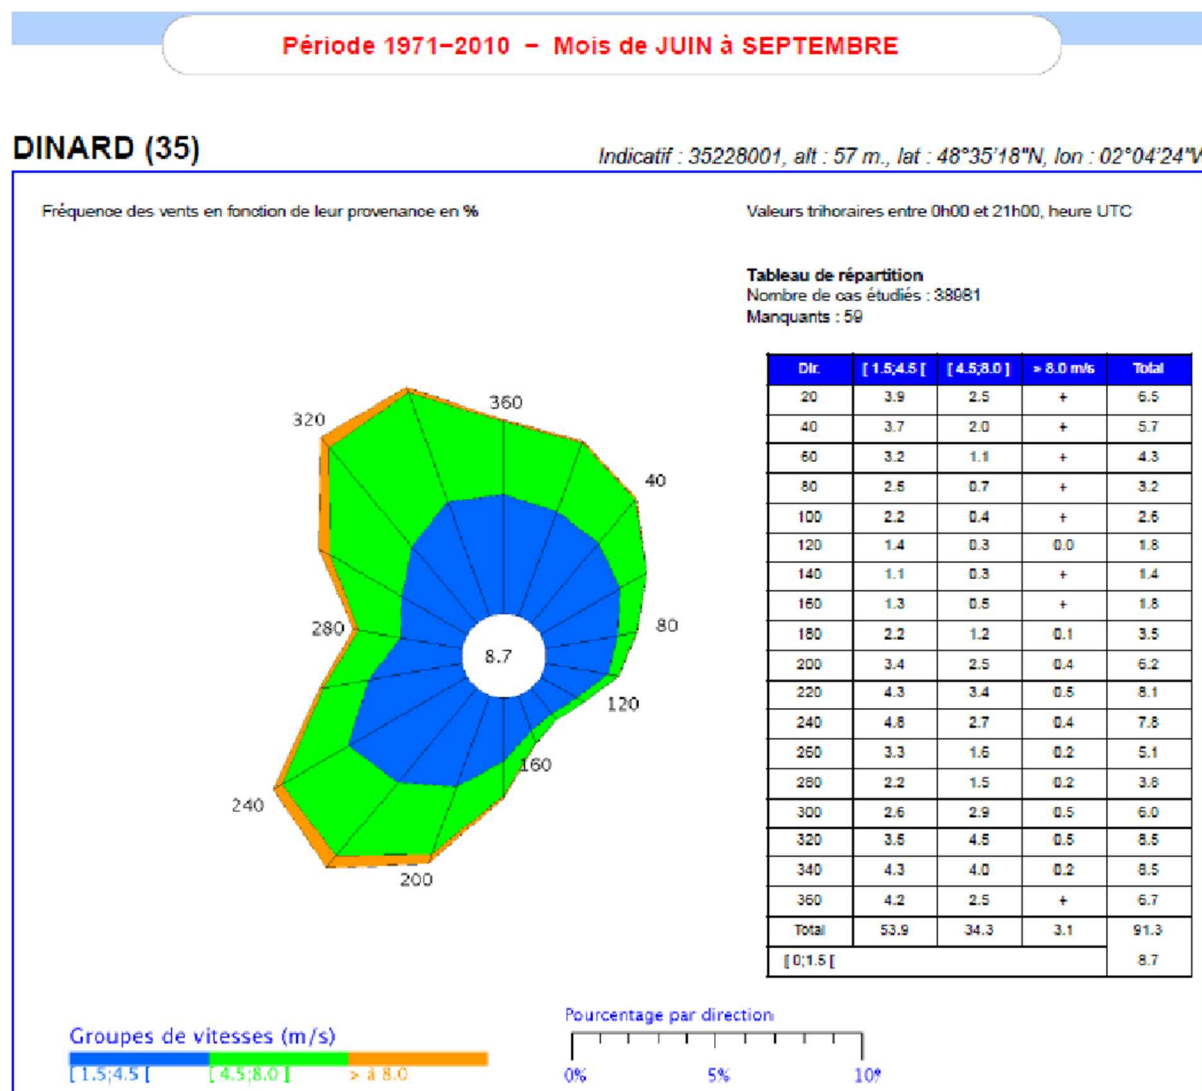 Période 1971–2010 – Mois de JUIN à SEPTEMBRE
DINARD (35)
Indicatif : 35228001, alt : 57 m., lat : 48°35'18"N, lon : 02°04'24"W
Fréquence des vents en fonction de leur provenance en %
Valeurs trihoraires entre 0h00 et 21h00, heure UTC
Tableau de répartition
Nombre de cas étudiés : 38981
Manquants : 59
Dir. [ 1.5;4.5 [ [ 4.5;8.0 ] > 8.0 m/s Total
20 3.9 2.5 + 6.5
40 3.7 2.0 + 5.7
60 3.2 1.1 + 4.3
80 2.5 0.7 + 3.2
100 2.2 0.4 + 2.6
120 1.4 0.3 0.0 1.8
140 1.1 0.3 + 1.4
160 1.3 0.5 + 1.8
180 2.2 1.2 0.1 3.5
200 3.4 2.5 0.4 6.2
220 4.3 3.4 0.5 8.1
240 4.8 2.7 0.4 7.8
260 3.3 1.6 0.2 5.1
280 2.2 1.5 0.2 3.8
300 2.6 2.9 0.5 6.0
320 3.5 4.5 0.5 8.5
340 4.3 4.0 0.2 8.5
360 4.2 2.5 + 6.7
Total 53.9 34.3 3.1 91.3
[ 0;1.5 [ 8.7
360
320
40
280
8.7
80
120
160
240
200
Groupes de vitesses (m/s)
[ 1.5;4.5 [ [ 4.5;8.0 ] > à 8.0
Pourcentage par direction
0% 5% 10%